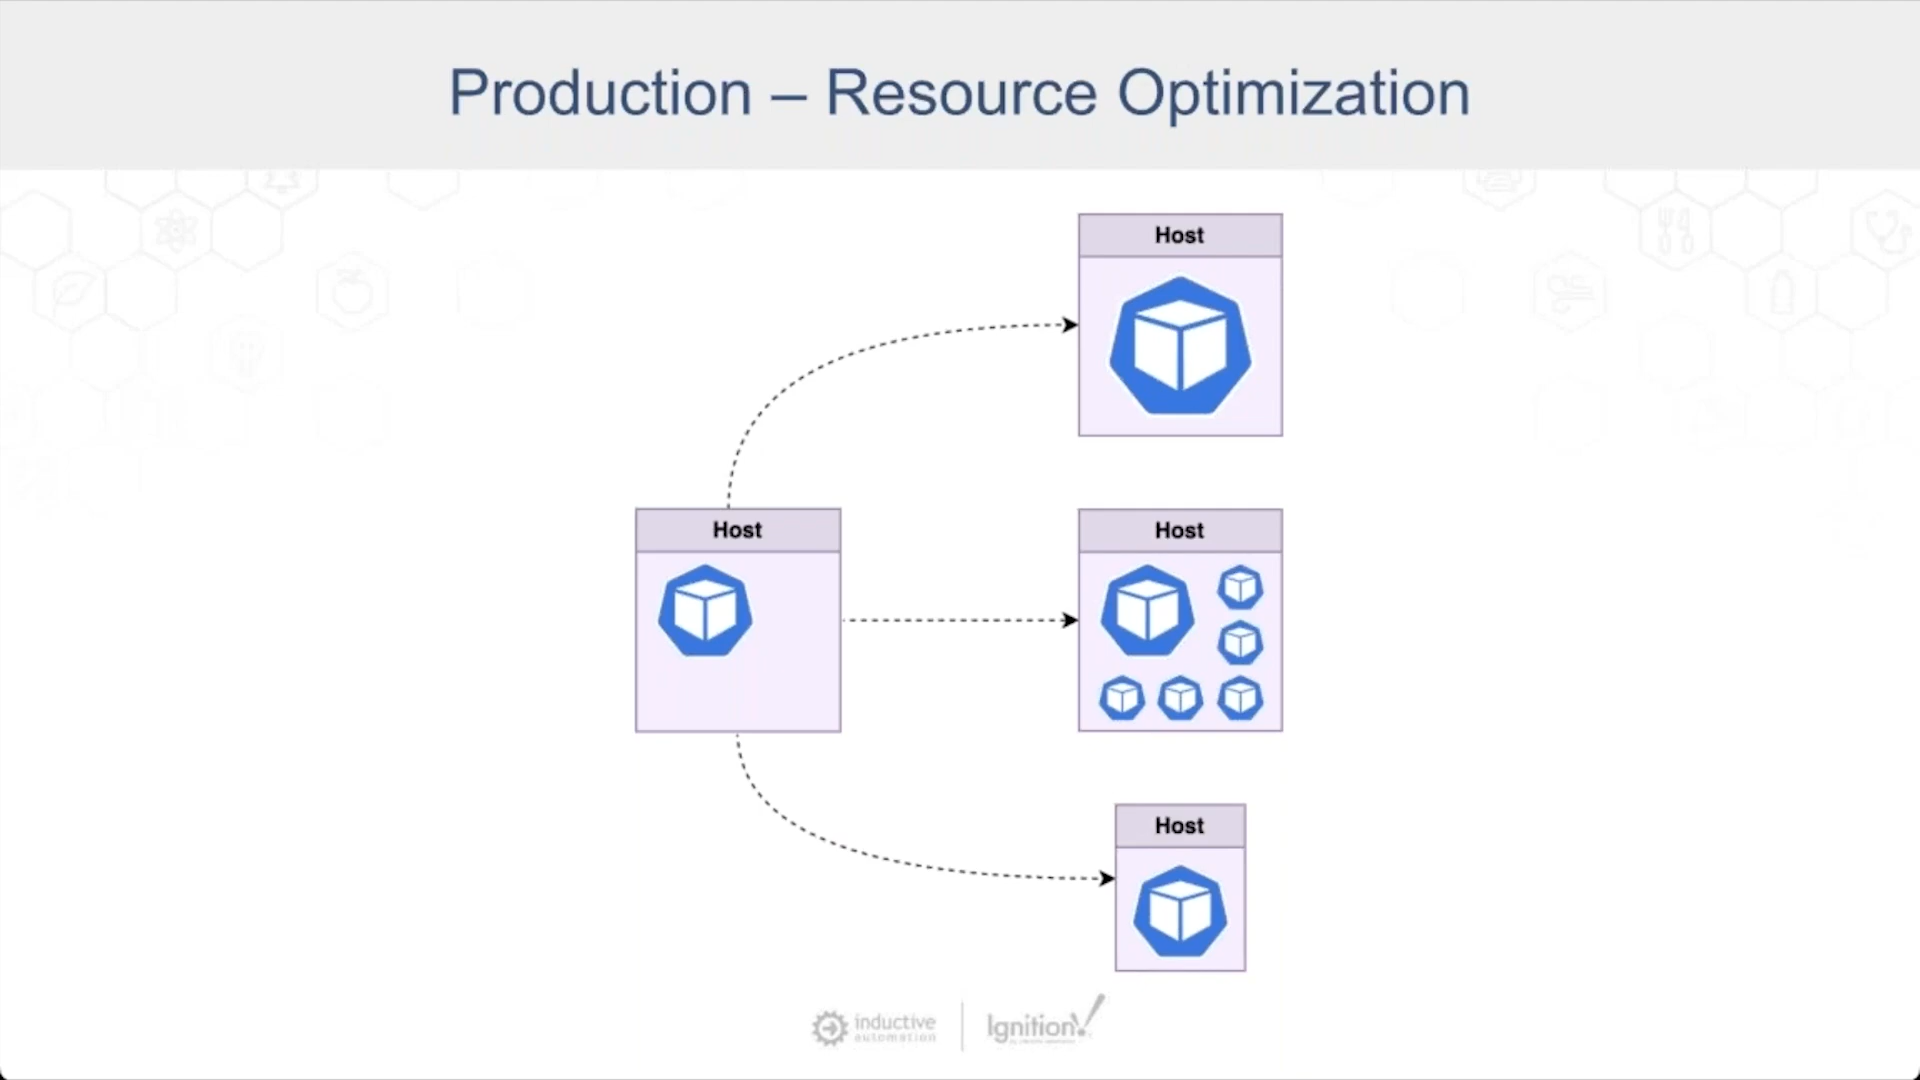 Production – Resource Optimization
Host
Host
Host
Host
inductive
automation
Ignition!